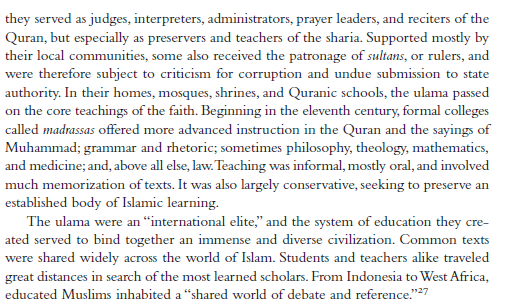 they served as judges, interpreters, administrators, prayer leaders, and reciters of the
Quran, but especially as preservers and teachers of the sharia. Supported mostly by
their local communities, some also received the patronage of sultans, or rulers, and
were therefore subject to criticism for corruption and undue submission to state
authority. In their homes, mosques, shrines, and Quranic schools, the ulama passed
on the core teachings of the faith. Beginning in the eleventh century, formal colleges
called madrassas offered more advanced instruction in the Quran and the sayings of
Muhammad; grammar and rhetoric; sometimes philosophy, theology, mathematics,
and medicine; and, above all else, law. Teaching was informal, mostly oral, and involved
much memorization of texts. It was also largely conservative, seeking to preserve an
established body of Islamic learning.
The ulama were an “international elite,” and the system of education they cre-
ated served to bind together an immense and diverse civilization. Common texts
were shared widely across the world of Islam. Students and teachers alike traveled
great distances in search of the most learned scholars. From Indonesia to West Africa,
educated Muslims inhabited a “shared world of debate and reference.”27